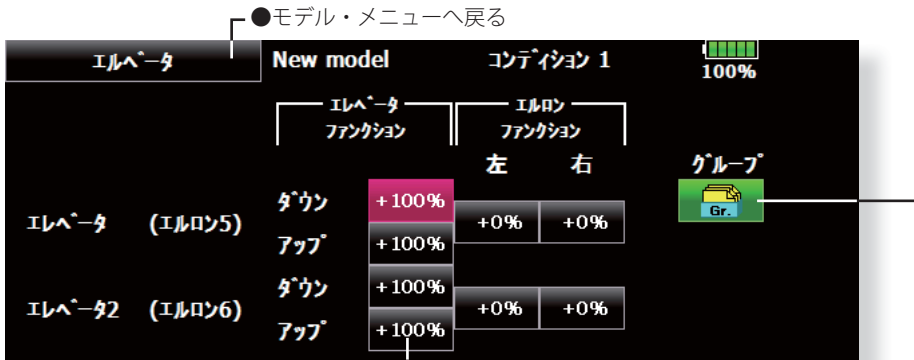 ●モデル・メニューへ戻る
エルベータ New model コンディション 1 100%
エレベータ ファンクション エルロン ファンクション
左 右 グループ
ダウン +100% Gr.
エレベータ (エルロン5) +0% +0%
アップ +100%
ダウン +100%
エレベータ2 (エルロン6) +0% +0%
アップ +100%